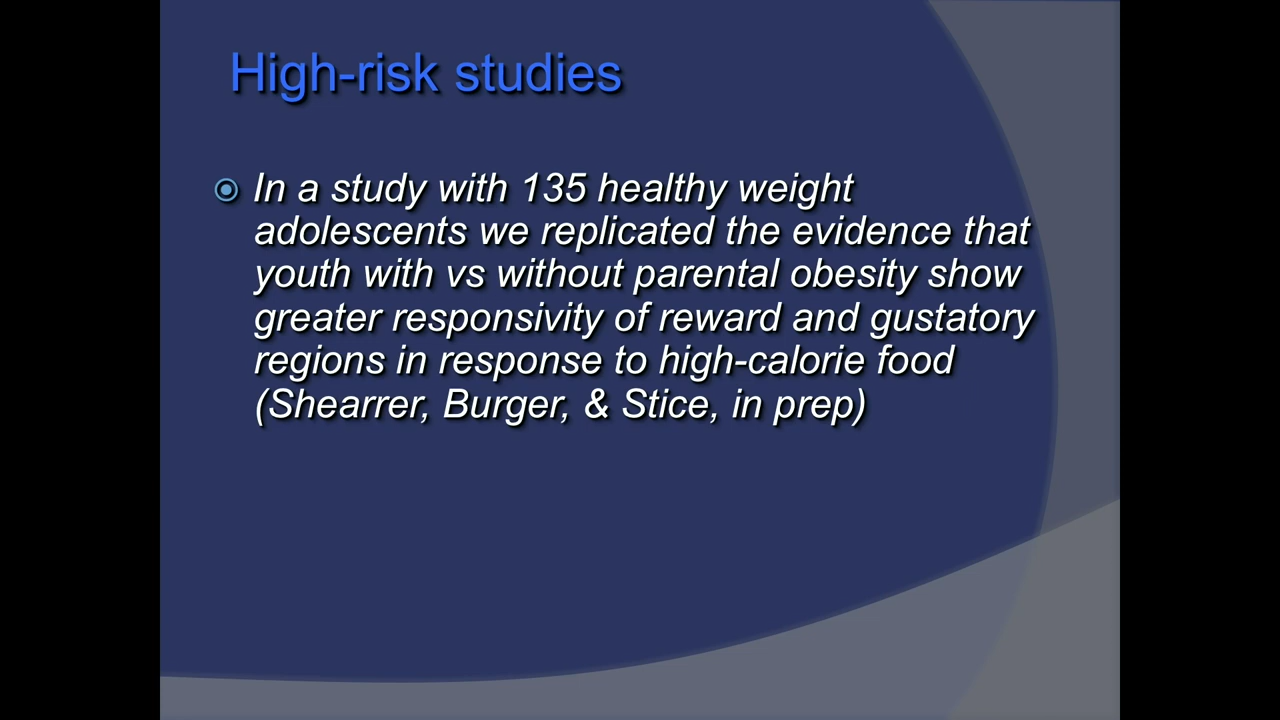 High-risk studies
In a study with 135 healthy weight
adolescents we replicated the evidence that
youth with vs without parental obesity show
greater responsivity of reward and gustatory
regions in response to high-calorie food
(Shearrer, Burger, & Stice, in prep)